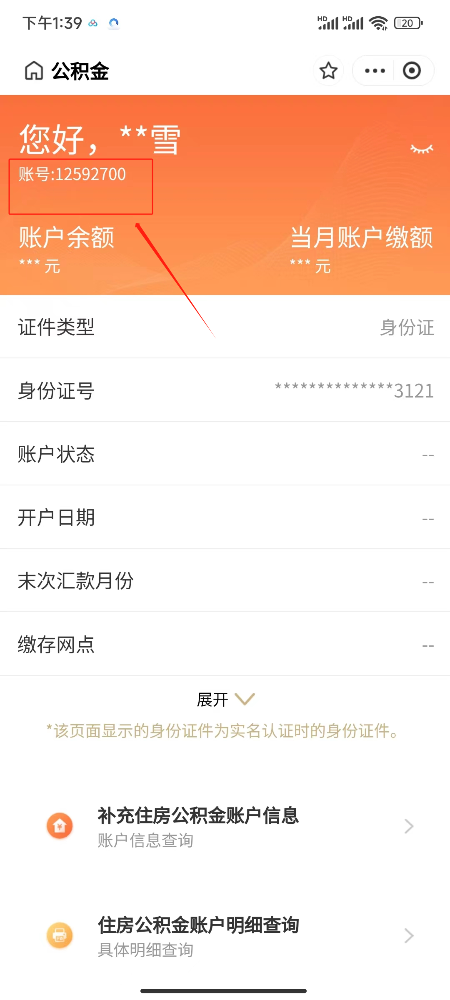 下午1:39
HD HD 20
公积金
您好，**雪
账号:12592700
账户余额 当月账户缴额
*** 元 *** 元
证件类型 身份证
身份证号 **************3121
账户状态 --
开户日期 --
末次汇款月份 --
缴存网点 --
展开
*该页面显示的身份证件为实名认证时的身份证件。
补充住房公积金账户信息
账户信息查询
住房公积金账户明细查询
具体明细查询